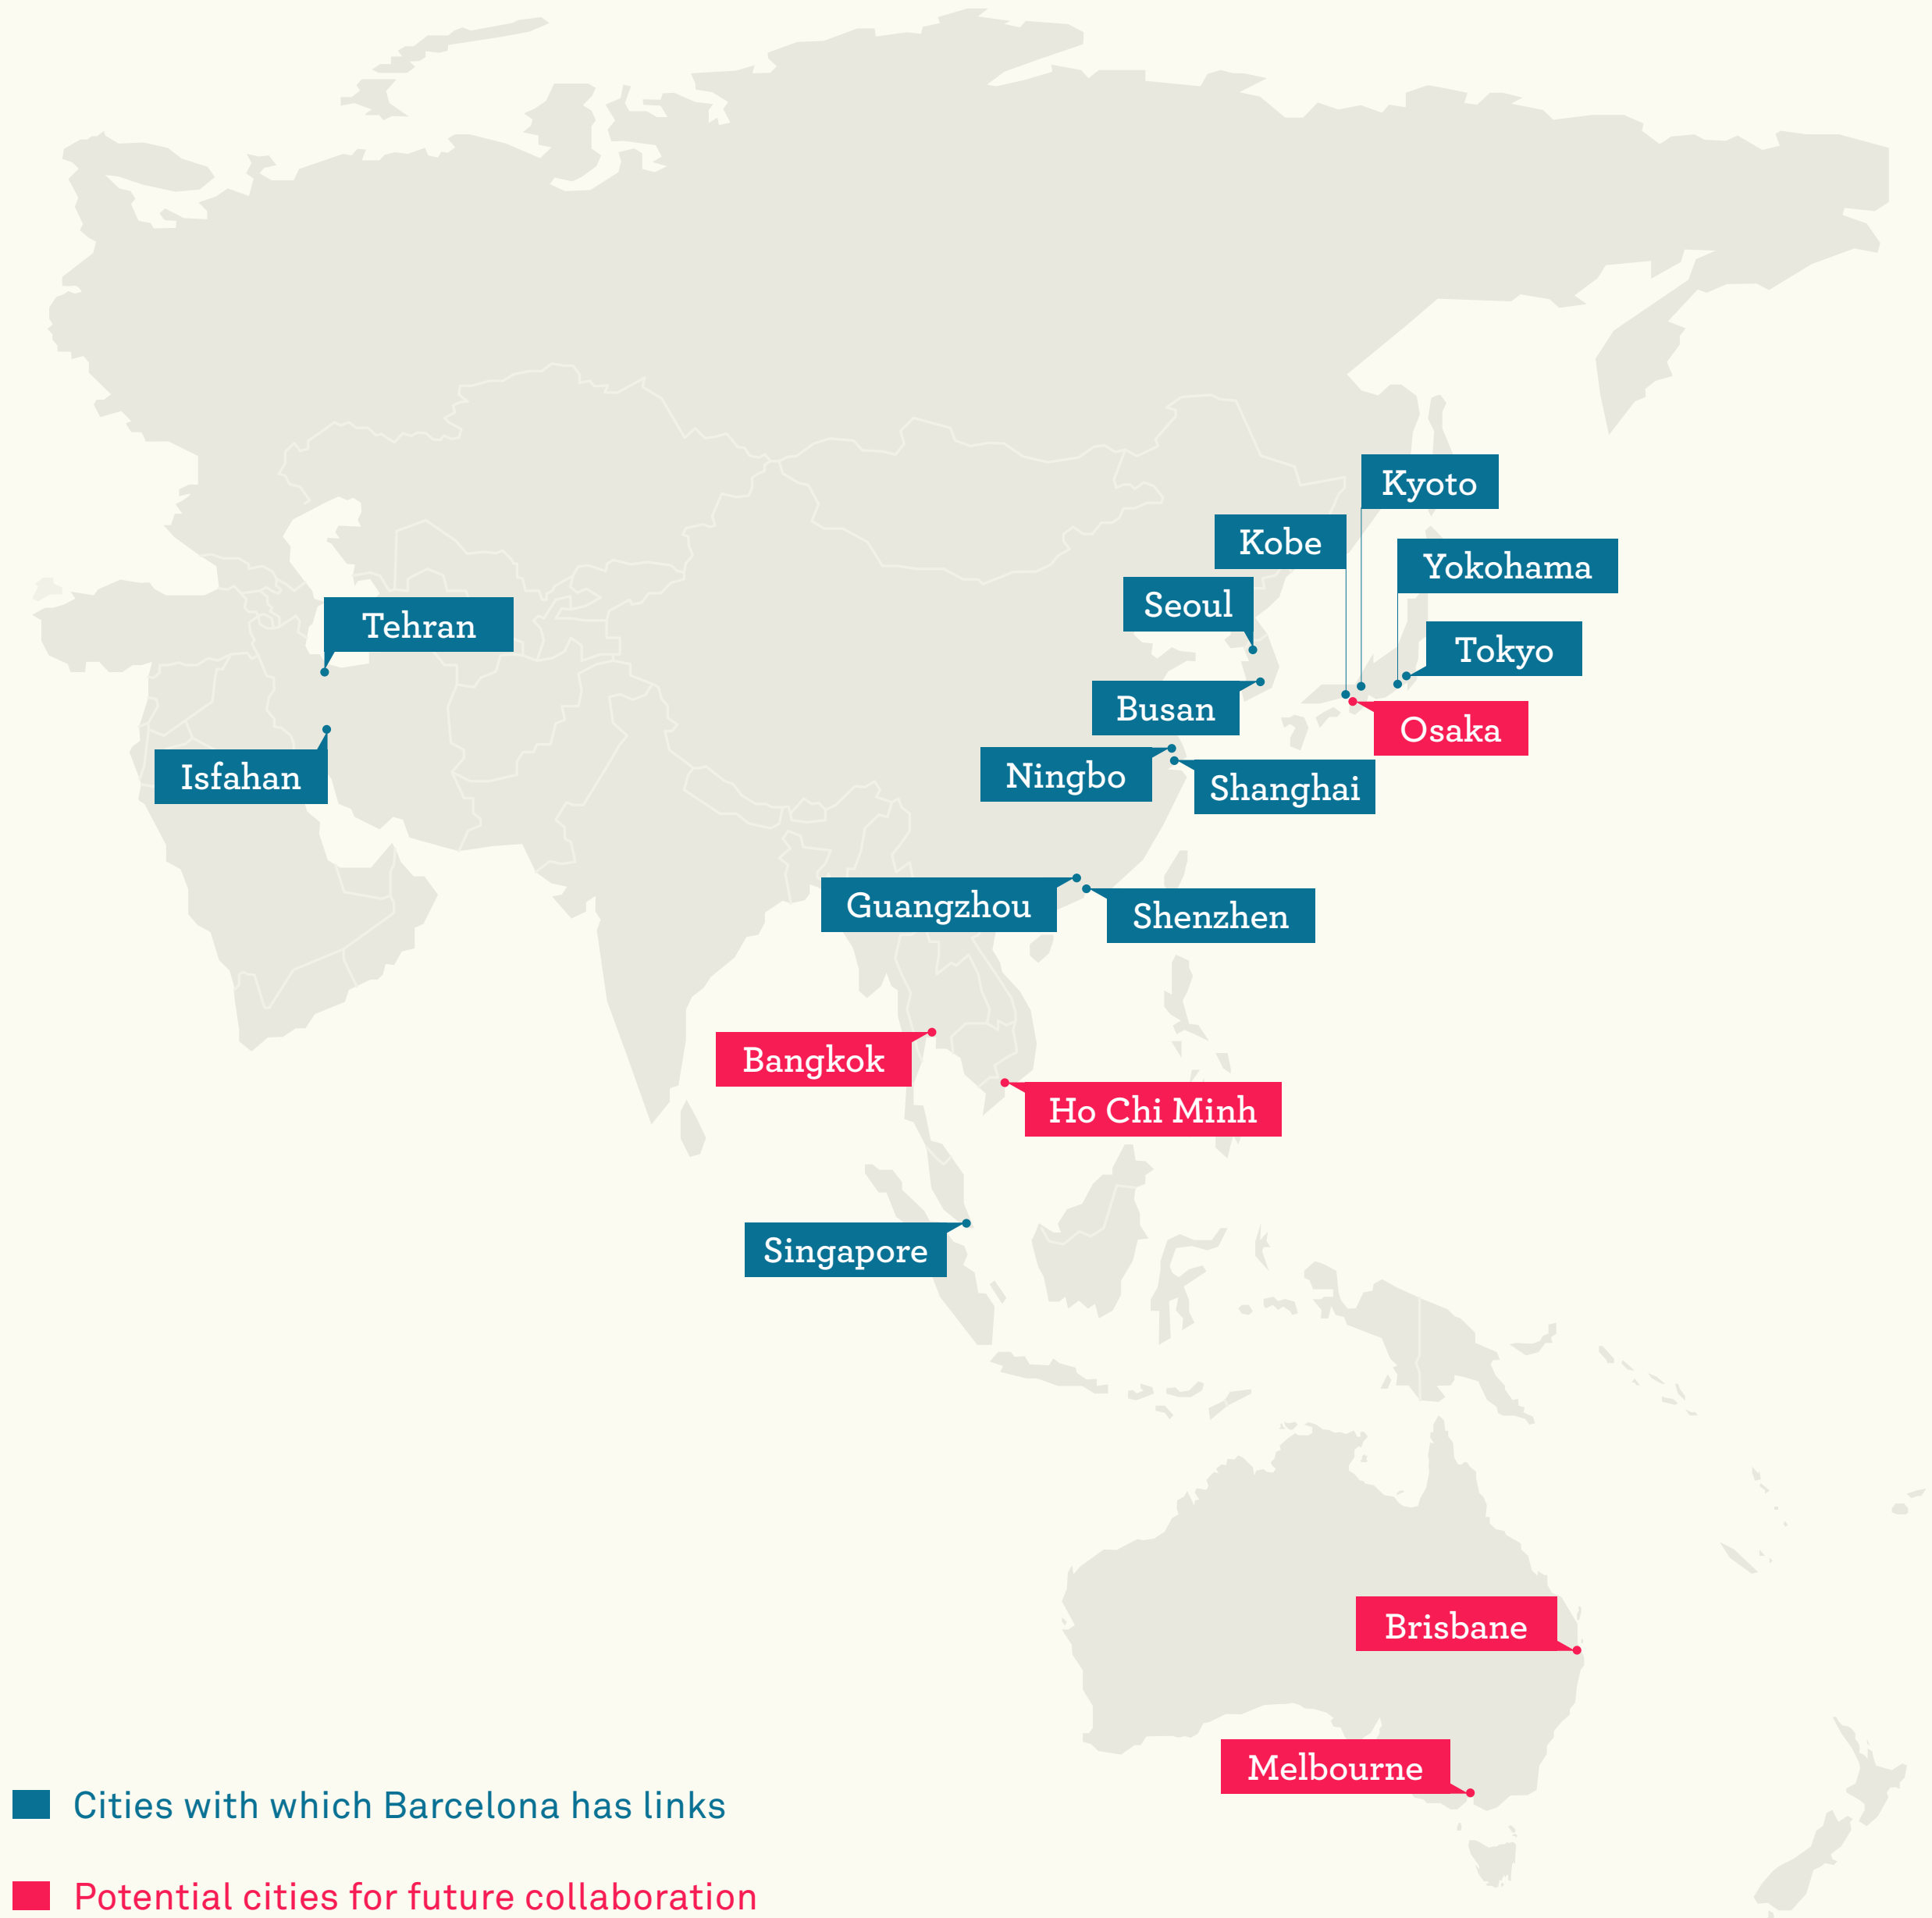 Kyoto
Kobe
Yokohama
Seoul
Tehran
Tokyo
Busan
Osaka
Ningbo
Isfahan
Shanghai
Guangzhou
Shenzhen
Bangkok
Ho Chi Minh
Singapore
Brisbane
Melbourne
Cities with which Barcelona has links
Potential cities for future collaboration